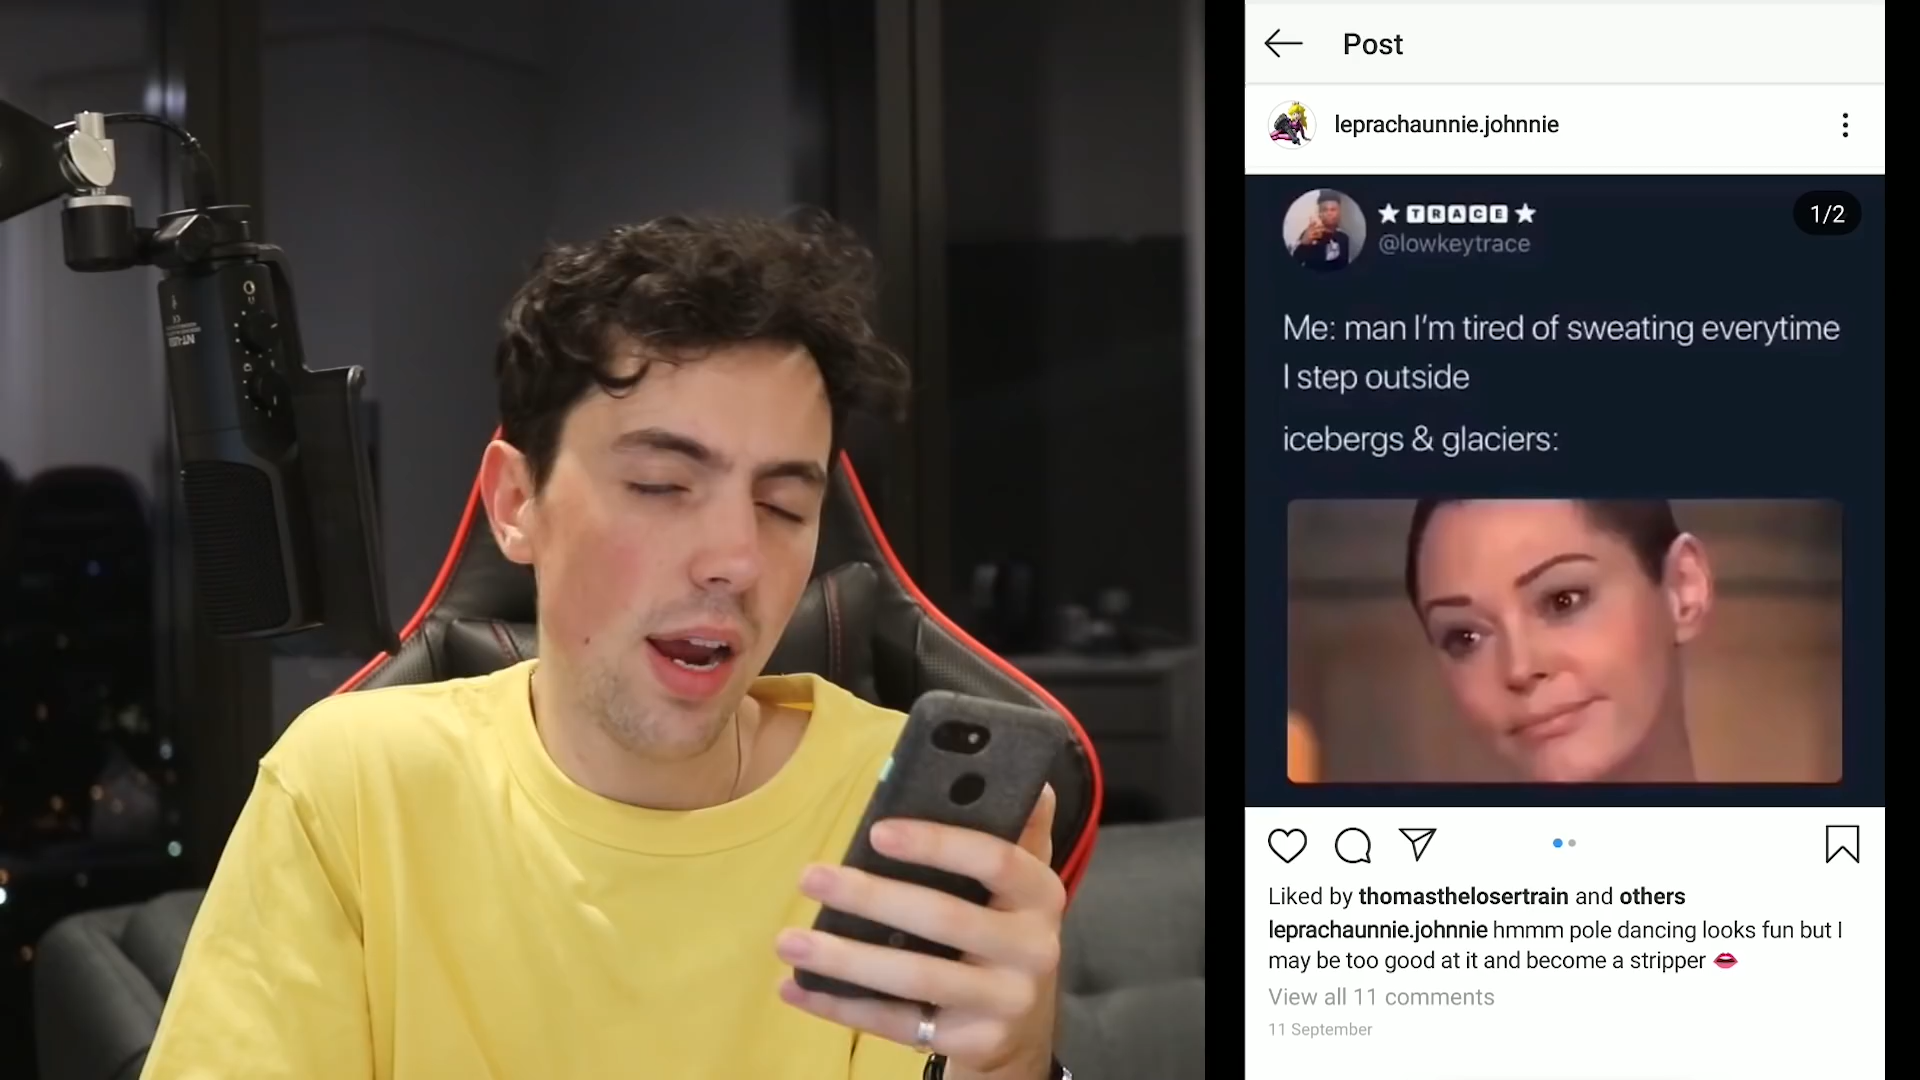 Post
leprachaunnie.johnnie
★ TRACE ★
@lowkeytrace
1/2
Me: man I'm tired of sweating everytime
I step outside
icebergs & glaciers:
Liked by thomasthelosertrain and others
leprachaunnie.johnnie hmmm pole dancing looks fun but I
may be too good at it and become a stripper 👄
View all 11 comments
11 September
NT-USB